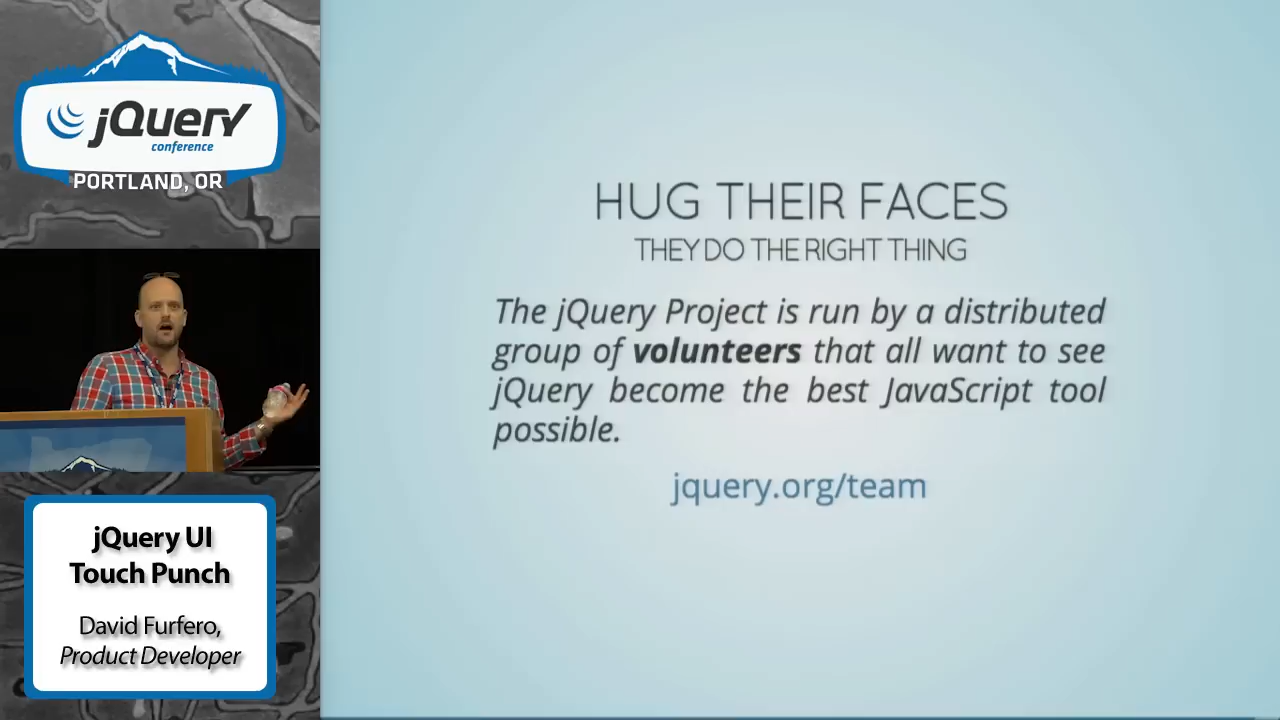 jQuery
conference
PORTLAND, OR
jQuery UI
Touch Punch
David Furfero,
Product Developer
HUG THEIR FACES
THEY DO THE RIGHT THING
The jQuery Project is run by a distributed
group of volunteers that all want to see
jQuery become the best JavaScript tool
possible.
jquery.org/team